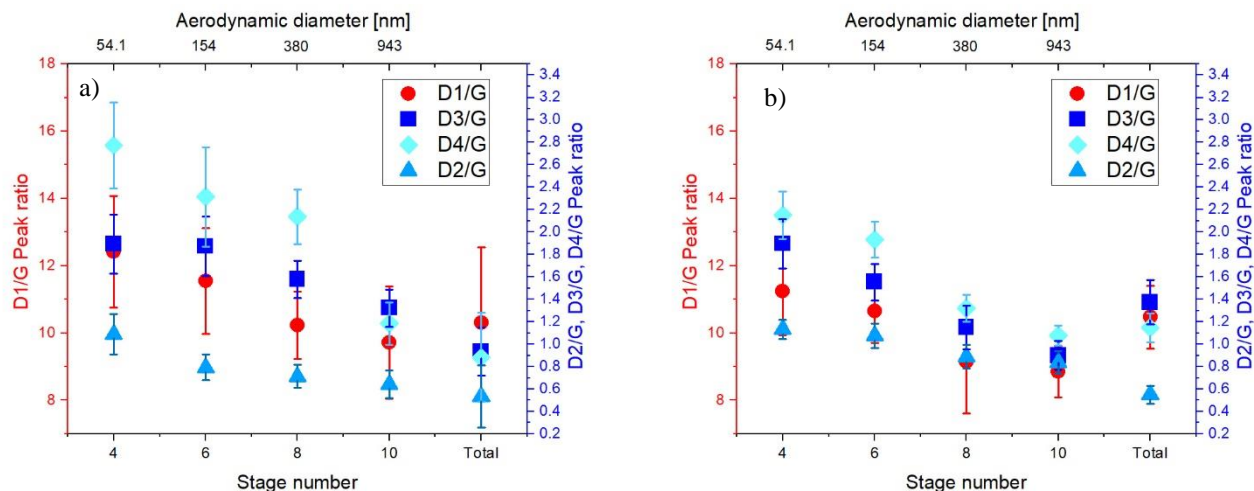 Aerodynamic diameter [nm]
54.1 154 380 943
a)
D1/G
D3/G
D4/G
D2/G
18
16
14
12
10
8
D1/G Peak ratio
3.4
3.2
3.0
2.8
2.6
2.4
2.2
2.0
1.8
1.6
1.4
1.2
1.0
0.8
0.6
0.4
0.2
D2/G, D3/G, D4/G Peak ratio
4 6 8 10 Total
Stage number
Aerodynamic diameter [nm]
54.1 154 380 943
b)
D1/G
D3/G
D4/G
D2/G
18
16
14
12
10
8
D1/G Peak ratio
3.4
3.2
3.0
2.8
2.6
2.4
2.2
2.0
1.8
1.6
1.4
1.2
1.0
0.8
0.6
0.4
0.2
D2/G, D3/G, D4/G Peak ratio
4 6 8 10 Total
Stage number